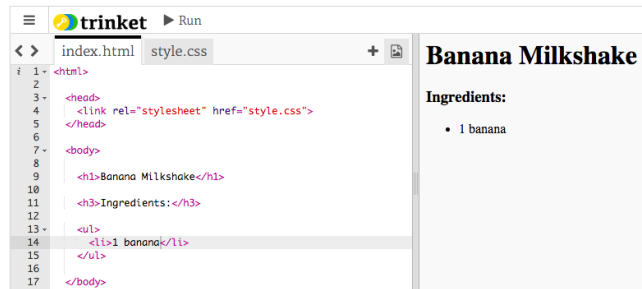 trinket Run
index.html style.css
i 1 <html>
2
3 <head>
4 <link rel="stylesheet" href="style.css">
5 </head>
6
7 <body>
8
9 <h1>Banana Milkshake</h1>
10
11 <h3>Ingredients:</h3>
12
13 <ul>
14 <li>1 banana</li>
15 </ul>
16
17 </body>
Banana Milkshake
Ingredients:
• 1 banana